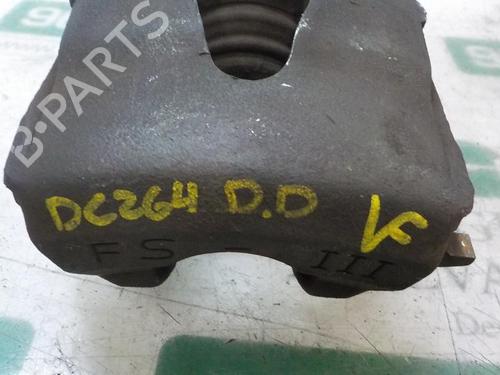 B-PARTS
DC264 D.D V
FS - III